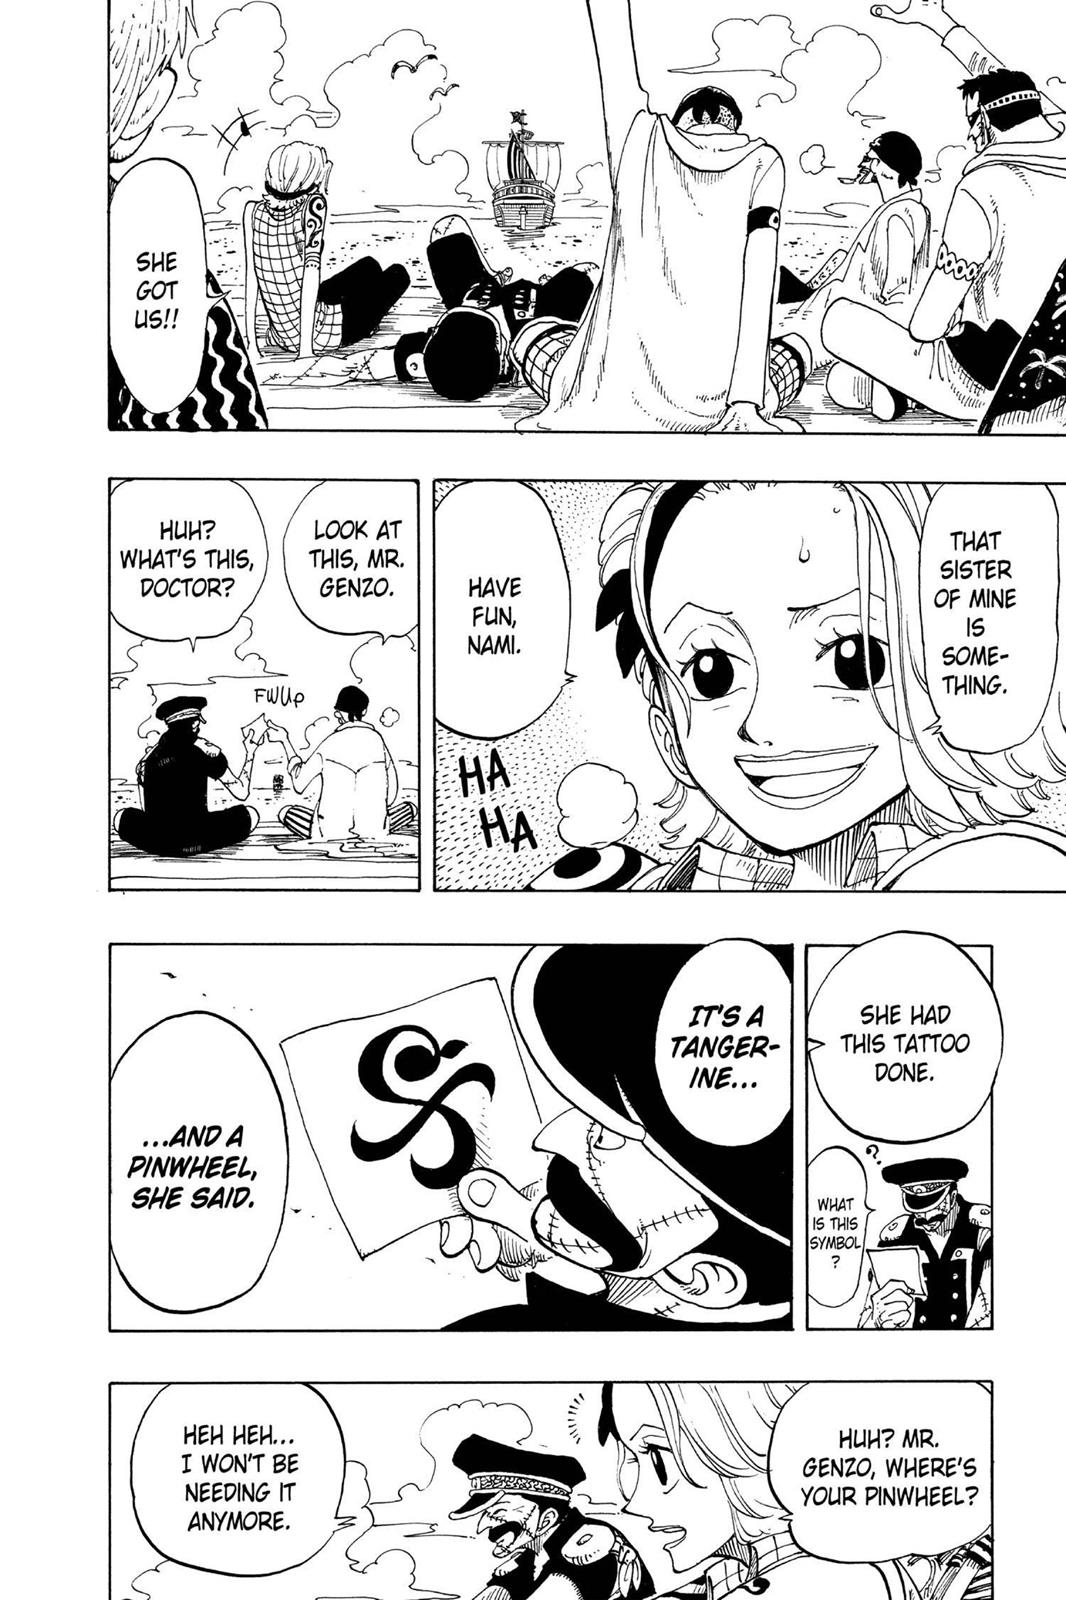 SHE
GOT
US!!
THAT
SISTER
OF MINE
IS
SOME-
THING.
HAVE
FUN,
NAMI.
HA
HA
LOOK AT
THIS, MR.
GENZO.
HUH?
WHAT'S THIS,
DOCTOR?
FWUP
SHE HAD
THIS TATTOO
DONE.
WHAT
IS THIS
SYMBOL
?
??
IT'S A
TANGER-
INE...
...AND A
PINWHEEL,
SHE SAID.
HUH? MR.
GENZO, WHERE'S
YOUR PINWHEEL?
HEH HEH...
I WON'T BE
NEEDING IT
ANYMORE.